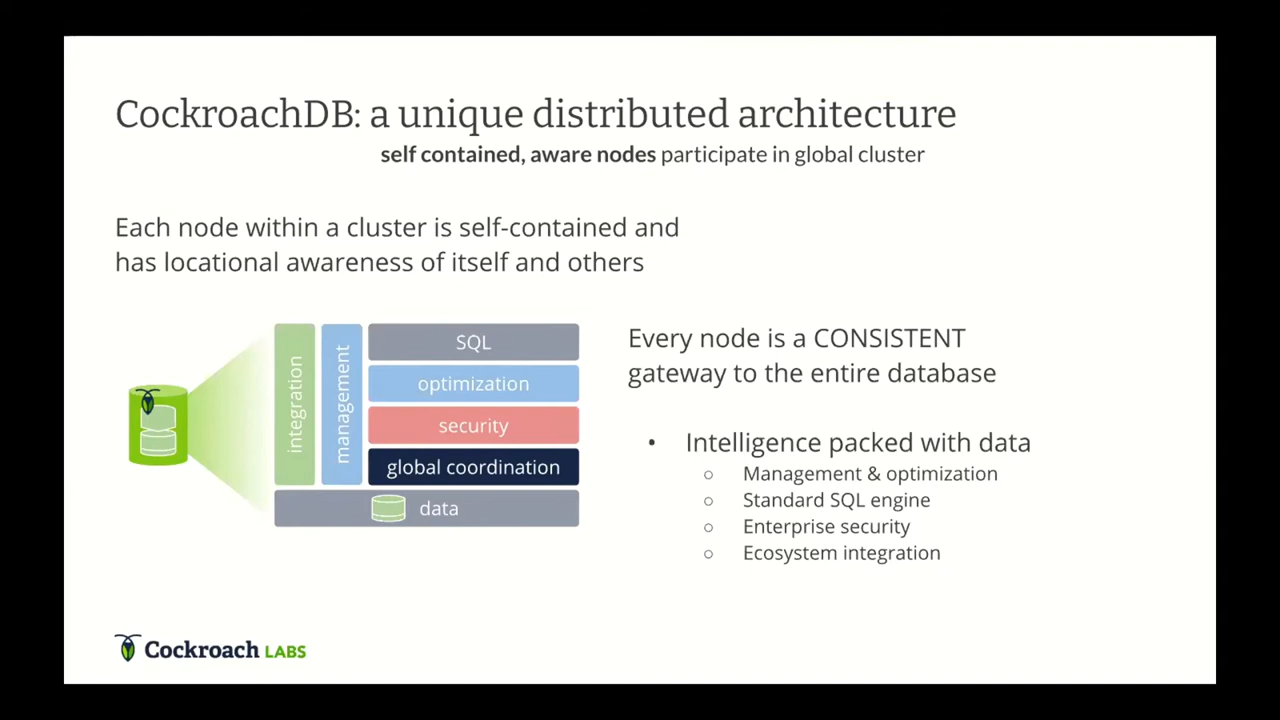 CockroachDB: a unique distributed architecture
self contained, aware nodes participate in global cluster
Each node within a cluster is self-contained and
has locational awareness of itself and others
integration
management
SQL
optimization
security
global coordination
data
Every node is a CONSISTENT
gateway to the entire database
• Intelligence packed with data
○ Management & optimization
○ Standard SQL engine
○ Enterprise security
○ Ecosystem integration
Cockroach LABS